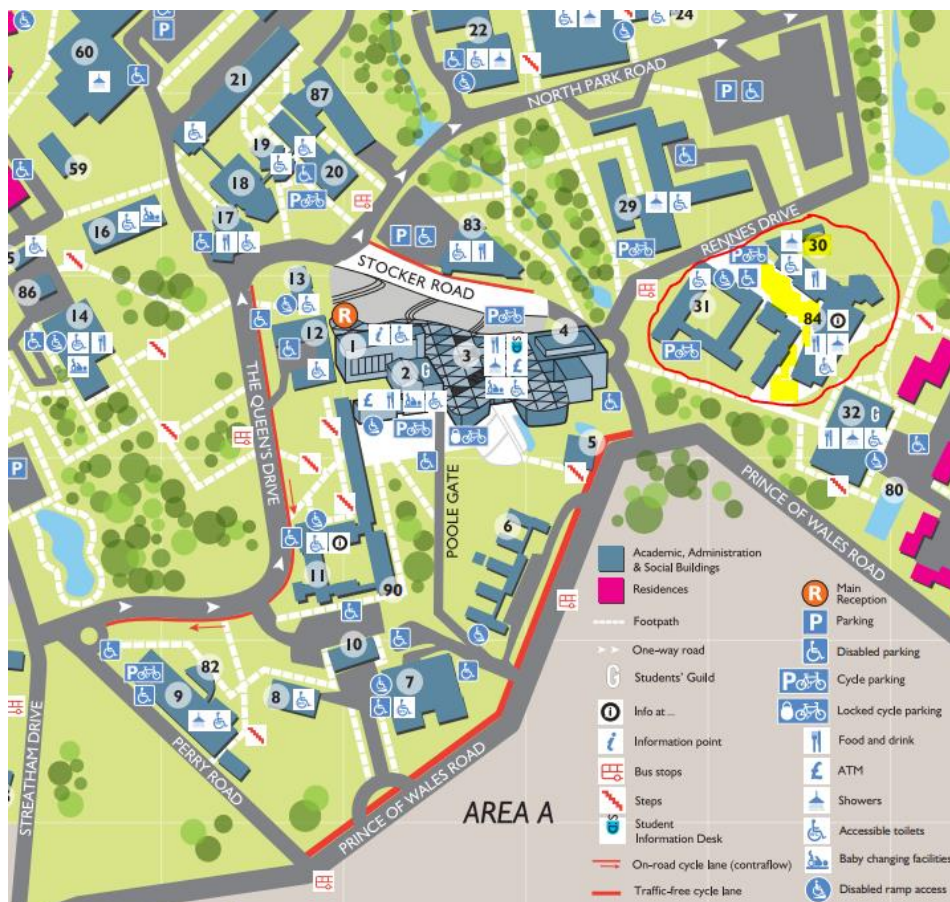 60
21
22
24
87
NORTH PARK ROAD
P
59
19
20
18
17
16
86
14
29
83
30
RENNES DRIVE
STOCKER ROAD
13
R
12
31
84
1
2
G
3
4
SID
£
THE QUEEN'S DRIVE
32
G
5
80
POOLE GATE
6
PRINCE OF WALES ROAD
11
90
10
82
9
8
7
STREATHAM DRIVE
PERRY ROAD
PRINCE OF WALES ROAD
AREA A
Academic, Administration
& Social Buildings
Residences
Footpath
One-way road
G Students' Guild
i Info at ...
i Information point
Bus stops
Steps
SID Student
Information Desk
On-road cycle lane (contraflow)
Traffic-free cycle lane
R Main
Reception
P Parking
Disabled parking
P Cycle parking
Locked cycle parking
Food and drink
£ ATM
Showers
Accessible toilets
Baby changing facilities
Disabled ramp access